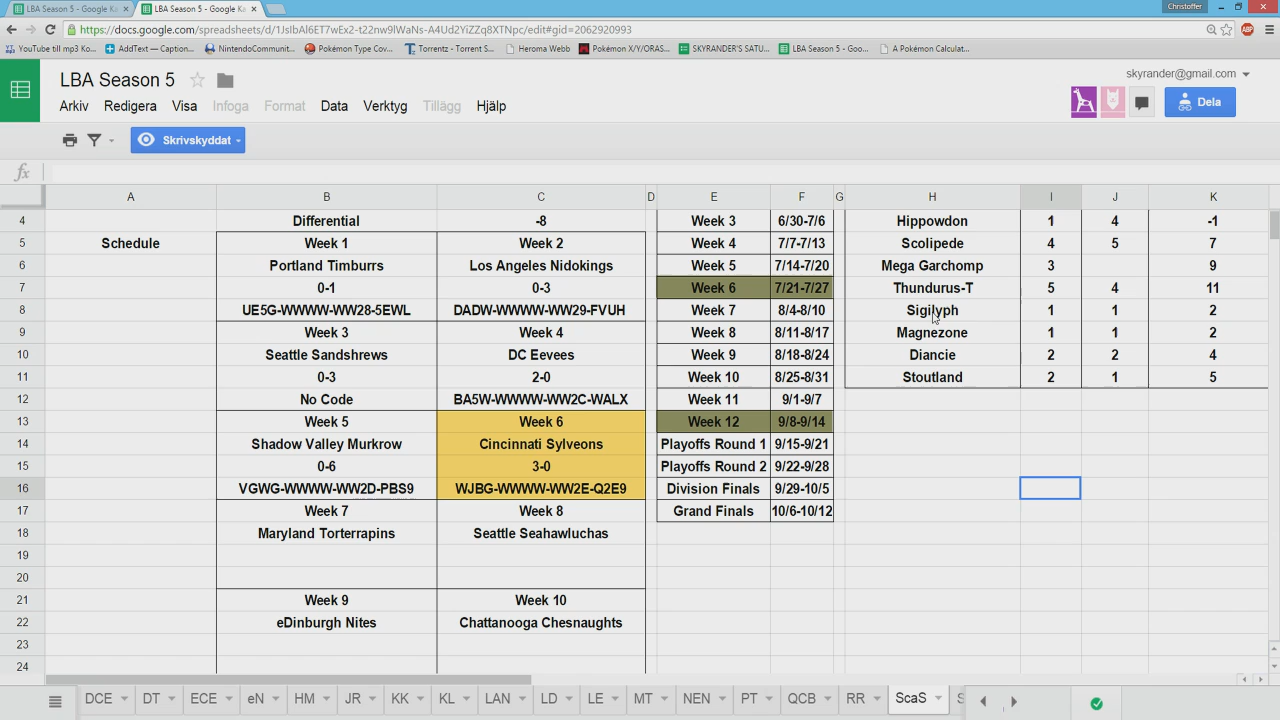 LBA Season 5 - Google Ka
LBA Season 5 - Google Ka
Christoffer
https://docs.google.com/spreadsheets/d/1JsIbAl6ET7wEx2-t22nw9lWaNs-A4Ud2YiZZq8XTNpc/edit#gid=2062920993
YouTube till mp3 Ko...
AddText — Caption...
NintendoCommuniti...
Pokémon Type Cov...
Torrentz - Torrent S...
Heroma Webb
Pokémon X/Y/ORAS...
SKYRANDER'S SATU...
LBA Season 5 - Goo...
A Pokémon Calculat...
LBA Season 5
skyrander@gmail.com
Arkiv Redigera Visa Infoga Format Data Verktyg Tillägg Hjälp
Dela
Skrivskyddat
fx
A B C D E F G H I J K
4 Differential -8 Week 3 6/30-7/6 Hippowdon 1 4 -1
5 Schedule Week 1 Week 2 Week 4 7/7-7/13 Scolipede 4 5 7
6 Portland Timburrs Los Angeles Nidokings Week 5 7/14-7/20 Mega Garchomp 3 9
7 0-1 0-3 Week 6 7/21-7/27 Thundurus-T 5 4 11
8 UE5G-WWWW-WW28-5EWL DADW-WWWW-WW29-FVUH Week 7 8/4-8/10 Sigilyph 1 1 2
9 Week 3 Week 4 Week 8 8/11-8/17 Magnezone 1 1 2
10 Seattle Sandshrews DC Eevees Week 9 8/18-8/24 Diancie 2 2 4
11 0-3 2-0 Week 10 8/25-8/31 Stoutland 2 1 5
12 No Code BA5W-WWWW-WW2C-WALX Week 11 9/1-9/7
13 Week 5 Week 6 Week 12 9/8-9/14
14 Shadow Valley Murkrow Cincinnati Sylveons Playoffs Round 1 9/15-9/21
15 0-6 3-0 Playoffs Round 2 9/22-9/28
16 VGWG-WWWW-WW2D-PBS9 WJBG-WWWW-WW2E-Q2E9 Division Finals 9/29-10/5
17 Week 7 Week 8 Grand Finals 10/6-10/12
18 Maryland Torterrapins Seattle Seahawluchas
19
20
21 Week 9 Week 10
22 eDinburgh Nites Chattanooga Chesnaughts
23
24
DCE DT ECE eN HM JR KK KL LAN LD LE MT NEN PT QCB RR ScaS